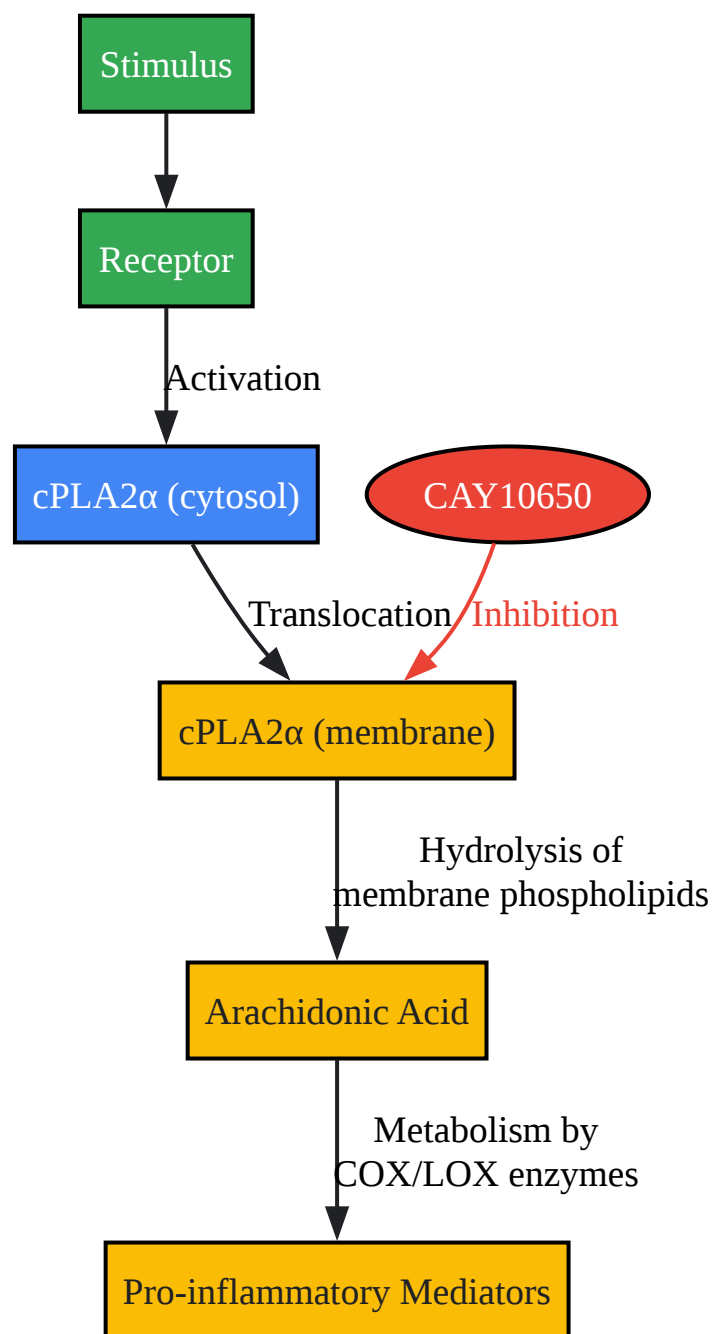 Stimulus
Receptor
Activation
cPLA2α (cytosol)
CAY10650
Translocation
Inhibition
cPLA2α (membrane)
Hydrolysis of
membrane phospholipids
Arachidonic Acid
Metabolism by
COX/LOX enzymes
Pro-inflammatory Mediators